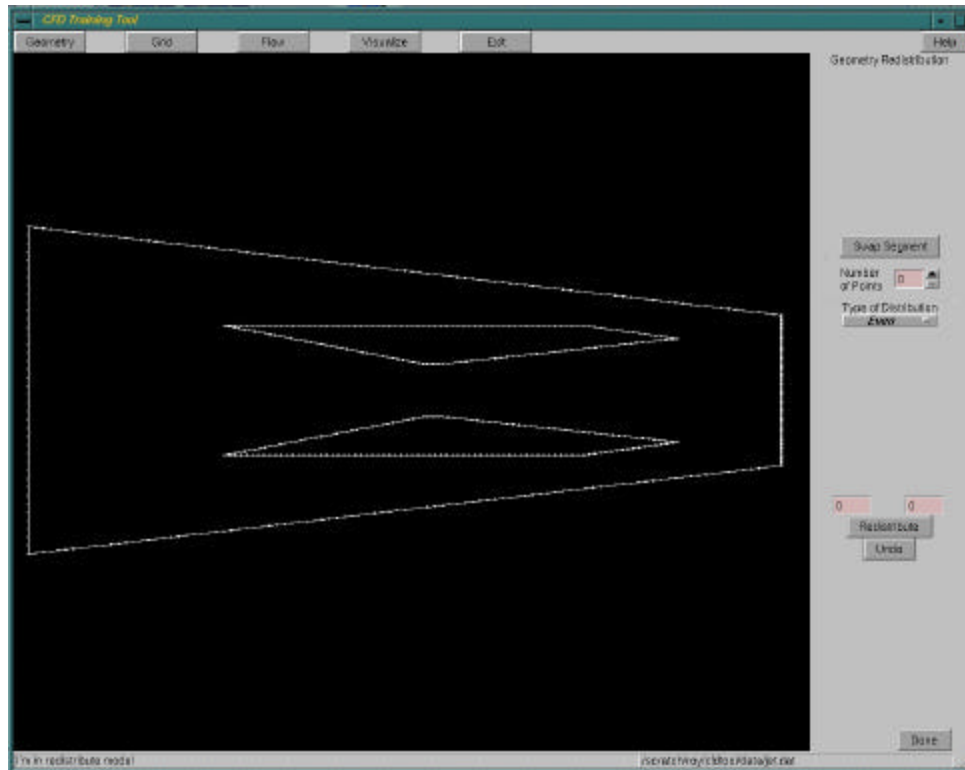 CFD Training Tool
Geometry Grid Flow Visualize Exit Help
Geometry Redistribution
Swap Segment
Number of Points 0
Type of Distribution
Even
0 0
Redistribute
Undo
Done
I'm in redistribute mode!